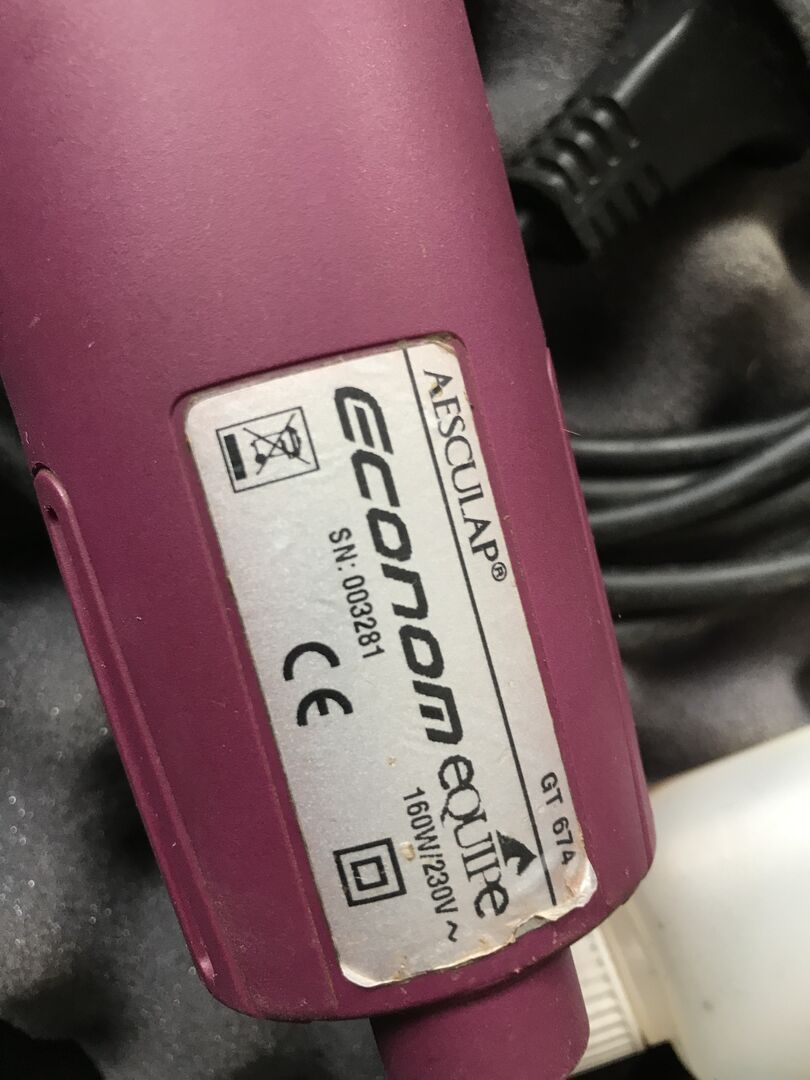 AESCULAP® GT 674
econom equipe
SN: 003281 160W/230V ~
CE